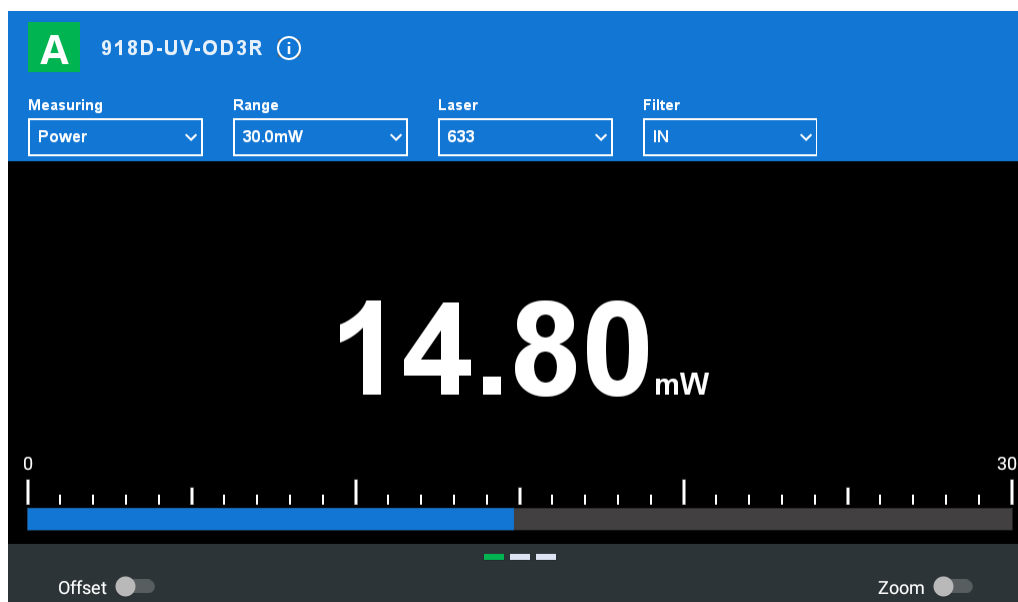 A 918D-UV-OD3R i
Measuring Range Laser Filter
Power 30.0mW 633 IN
14.80 mW
0 30
Offset Zoom